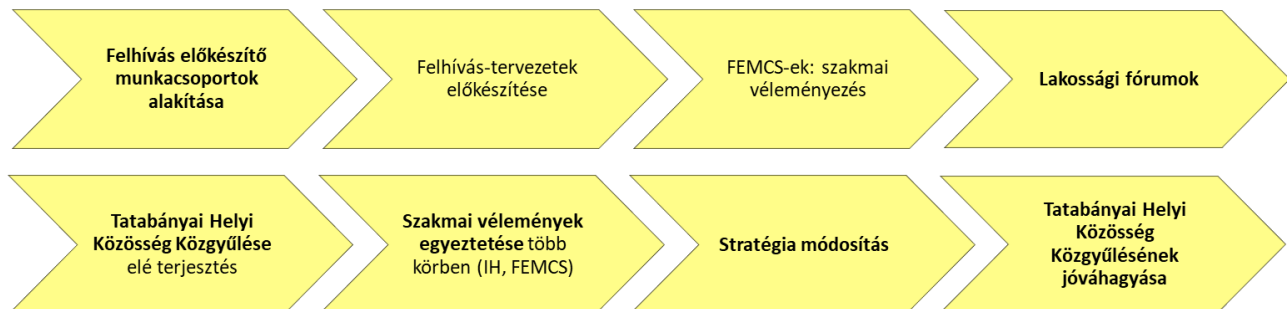 Felhívás előkészítő
munkacsoportok
alakítása
Felhívás-tervezetek
előkészítése
FEMCS-ek: szakmai
véleményezés
Lakossági fórumok
Tatabányai Helyi
Közösség Közgyűlése
elé terjesztés
Szakmai vélemények
egyeztetése több
körben (IH, FEMCS)
Stratégia módosítás
Tatabányai Helyi
Közösség
Közgyűlésének
jóváhagyása